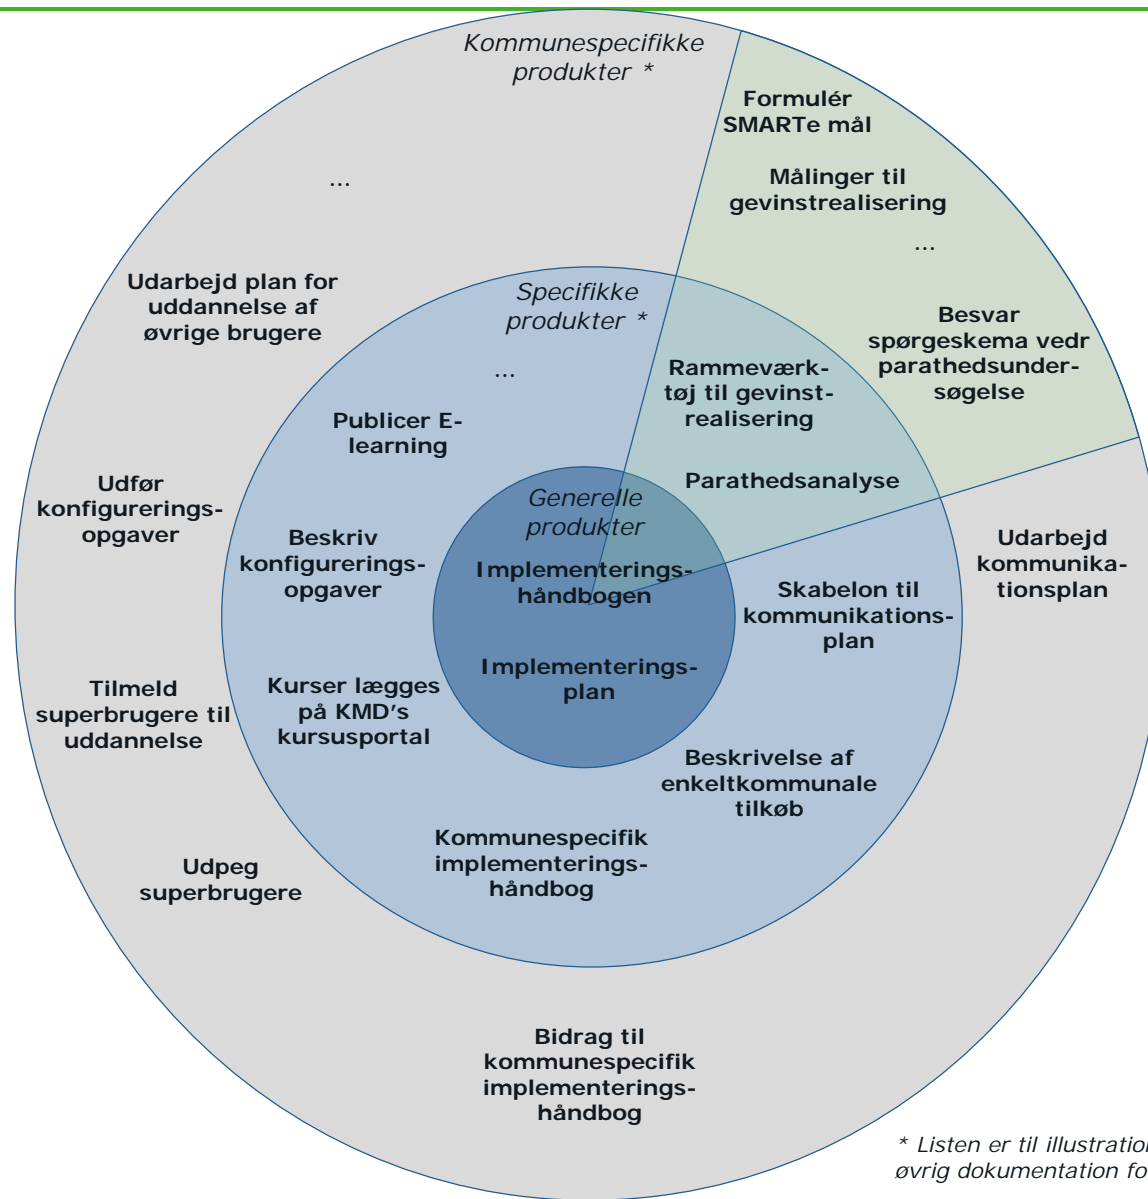 Kommunespecifikke
produkter *
Formulér
SMARTe mål
Målinger til
gevinstrealisering
...
...
Udarbejd plan for
uddannelse af
øvrige brugere
Specifikke
produkter *
Besvar
spørgeskema vedr
parathedsunder-
søgelse
...
Rammeværk-
tøj til gevinst-
realisering
Publicer E-
learning
Parathedsanalyse
Udfør
konfigurerings-
opgaver
Generelle
produkter
Beskriv
konfigurerings-
opgaver
Implementerings-
håndbogen
Udarbejd
kommunika-
tionsplan
Skabelon til
kommunikations-
plan
Implementerings-
plan
Kurser lægges
på KMD's
kursusportal
Tilmeld
superbrugere til
uddannelse
Beskrivelse af
enkeltkommunale
tilkøb
Kommunespecifik
implementerings-
håndbog
Udpeg
superbrugere
Bidrag til
kommunespecifik
implementerings-
håndbog
* Listen er til illustration
øvrig dokumentation fo